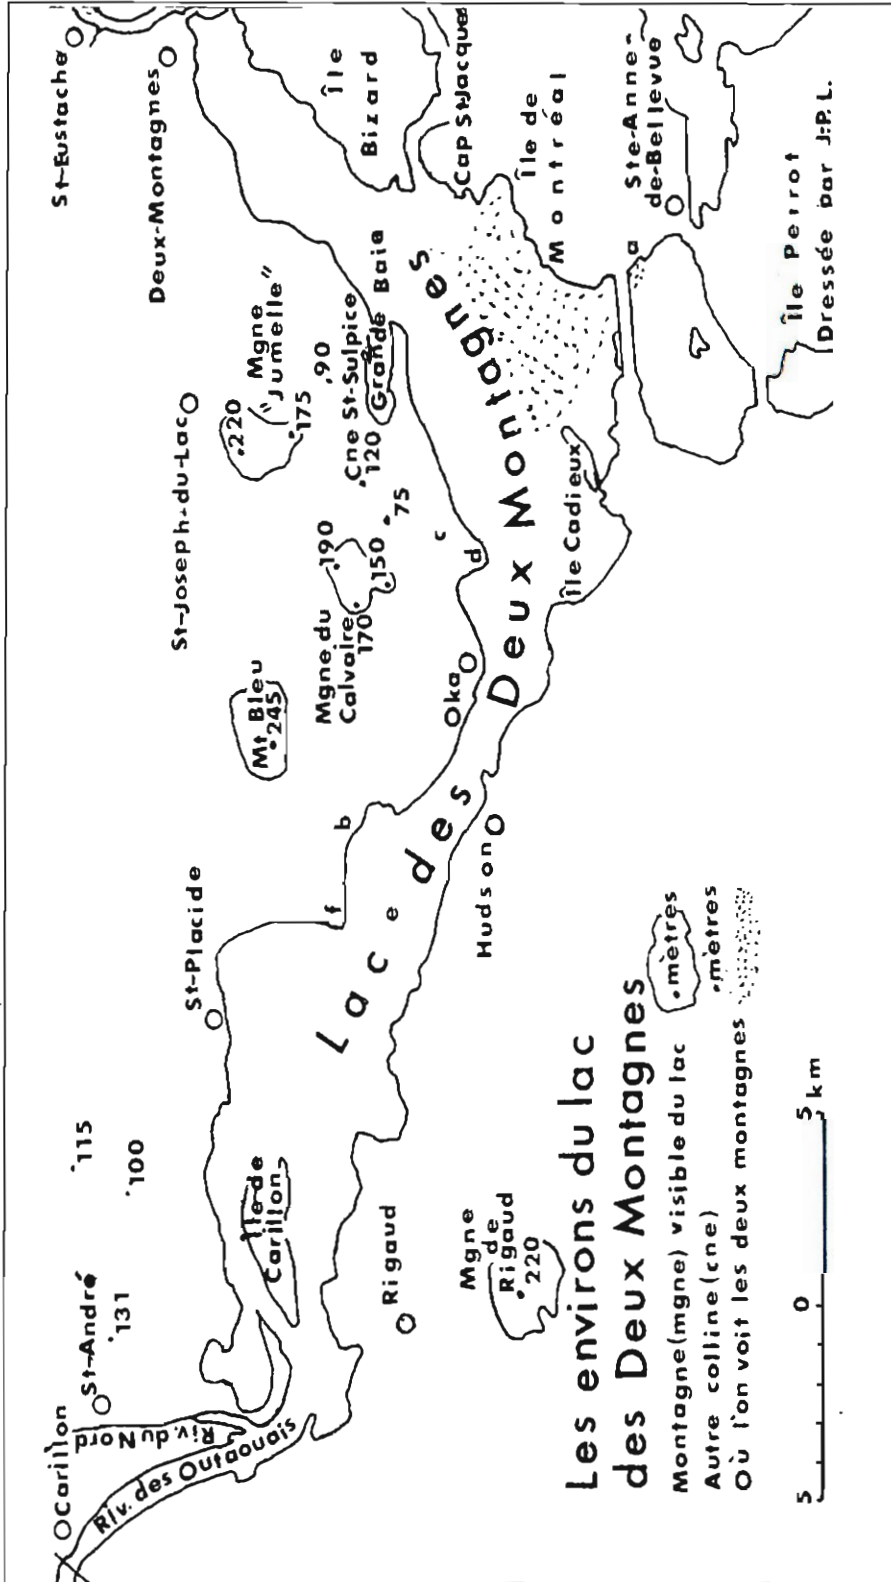 Carillon
St-André
Riv. du Nord
Riv. des Outaouais
131
100
115
Île de
Carillon
Rigaud
Mgne
de
Rigaud
220
St-Placide
f
b
e
Lac des Deux Montagnes
Hudson
Mt Bleu
245
Oka
d
c
Mgne du
Calvaire
170
190
150
75
St-Joseph-du-Lac
220
Mgne
"Jumelle"
175
90
Cne St-Sulpice
120
Grande Baie
Île Cadieux
Deux-Montagnes
St-Eustache
Île
Bizard
Cap St-Jacques
Île de
Montréal
Ste-Anne-
de-Bellevue
a
Île Perrot
Dressée par J.-P.L.
Les environs du lac
des Deux Montagnes
Montagne (mgne) visible du lac
.mètres
Autre colline (cne)
.mètres
Où l'on voit les deux montagnes
5 0 5 km